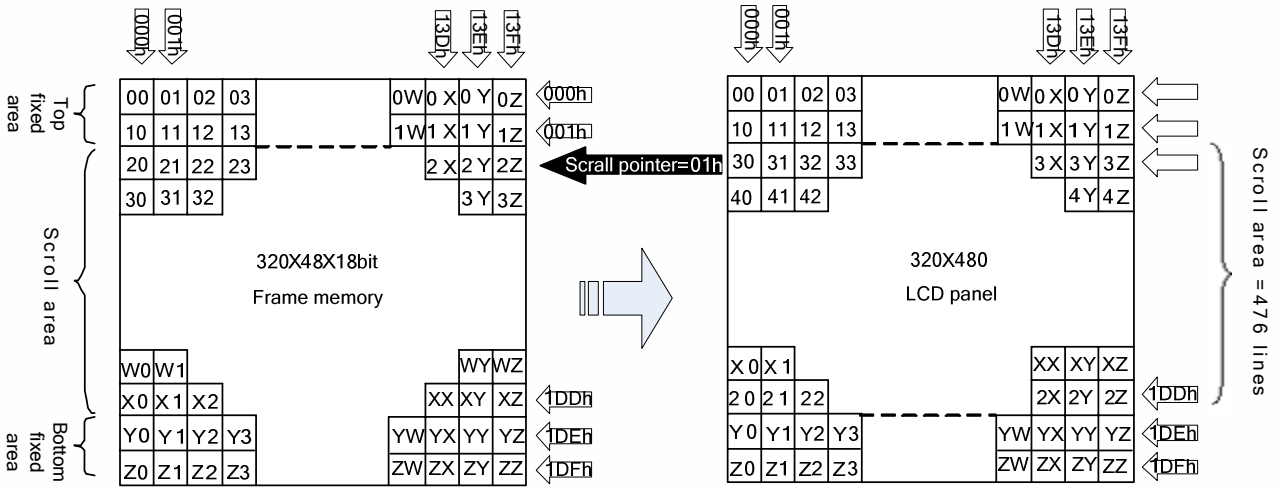 000h 001h 13Dh 13Eh 13Fh 000h 001h 13Dh 13Eh 13Fh
Top fixed area
00 01 02 03 0W 0X 0Y 0Z 000h 00 01 02 03 0W 0X 0Y 0Z
10 11 12 13 1W 1X 1Y 1Z 001h 10 11 12 13 1W 1X 1Y 1Z
20 21 22 23 2X 2Y 2Z Scrall pointer=01h 30 31 32 33 3X 3Y 3Z
30 31 32 3Y 3Z 40 41 42 4Y 4Z
Scroll area
320X48X18bit
Frame memory
320X480
LCD panel
Scroll area = 476 lines
W0 W1 WY WZ X0 X1 XX XY XZ
X0 X1 X2 XX XY XZ 1DDh 20 21 22 2X 2Y 2Z 1DDh
Bottom fixed area
Y0 Y1 Y2 Y3 YW YX YY YZ 1DEh Y0 Y1 Y2 Y3 YW YX YY YZ 1DEh
Z0 Z1 Z2 Z3 ZW ZX ZY ZZ 1DFh Z0 Z1 Z2 Z3 ZW ZX ZY ZZ 1DFh